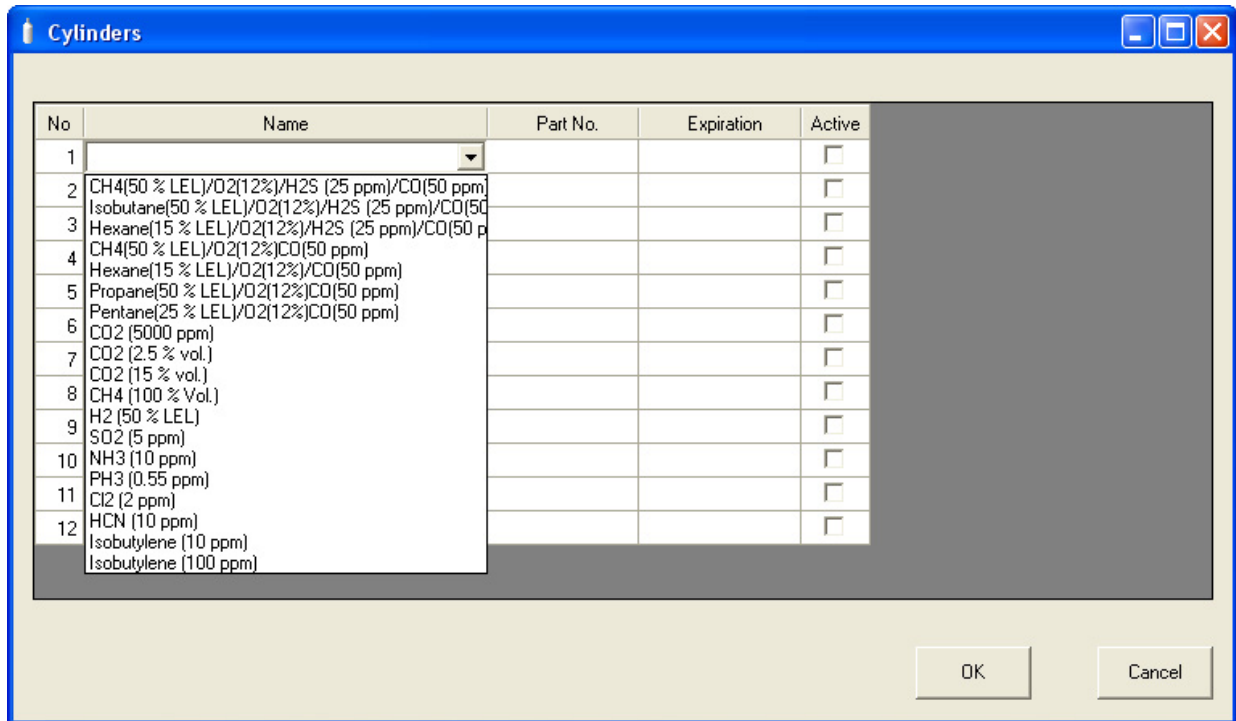 Cylinders
No Name Part No. Expiration Active
1
2
3
4
5
6
7
8
9
10
11
12
CH4(50 % LEL)/O2(12%)/H2S (25 ppm)/CO(50 ppm)
Isobutane(50 % LEL)/O2(12%)/H2S (25 ppm)/CO(50
Hexane(15 % LEL)/O2(12%)/H2S (25 ppm)/CO(50 p
CH4(50 % LEL)/O2(12%)CO(50 ppm)
Hexane(15 % LEL)/O2(12%)/CO(50 ppm)
Propane(50 % LEL)/O2(12%)CO(50 ppm)
Pentane(25 % LEL)/O2(12%)CO(50 ppm)
CO2 (5000 ppm)
CO2 (2.5 % vol.)
CO2 (15 % vol.)
CH4 (100 % Vol.)
H2 (50 % LEL)
SO2 (5 ppm)
NH3 (10 ppm)
PH3 (0.55 ppm)
Cl2 (2 ppm)
HCN (10 ppm)
Isobutylene (10 ppm)
Isobutylene (100 ppm)
OK Cancel